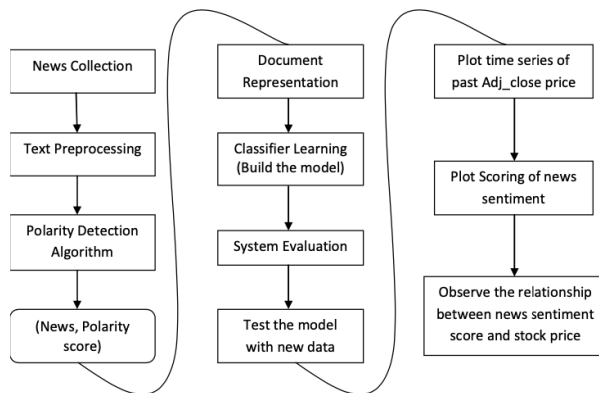 News Collection
Text Preprocessing
Polarity Detection
Algorithm
(News, Polarity
score)
Document
Representation
Classifier Learning
(Build the model)
System Evaluation
Test the model
with new data
Plot time series of
past Adj_close price
Plot Scoring of news
sentiment
Observe the relationship
between news sentiment
score and stock price